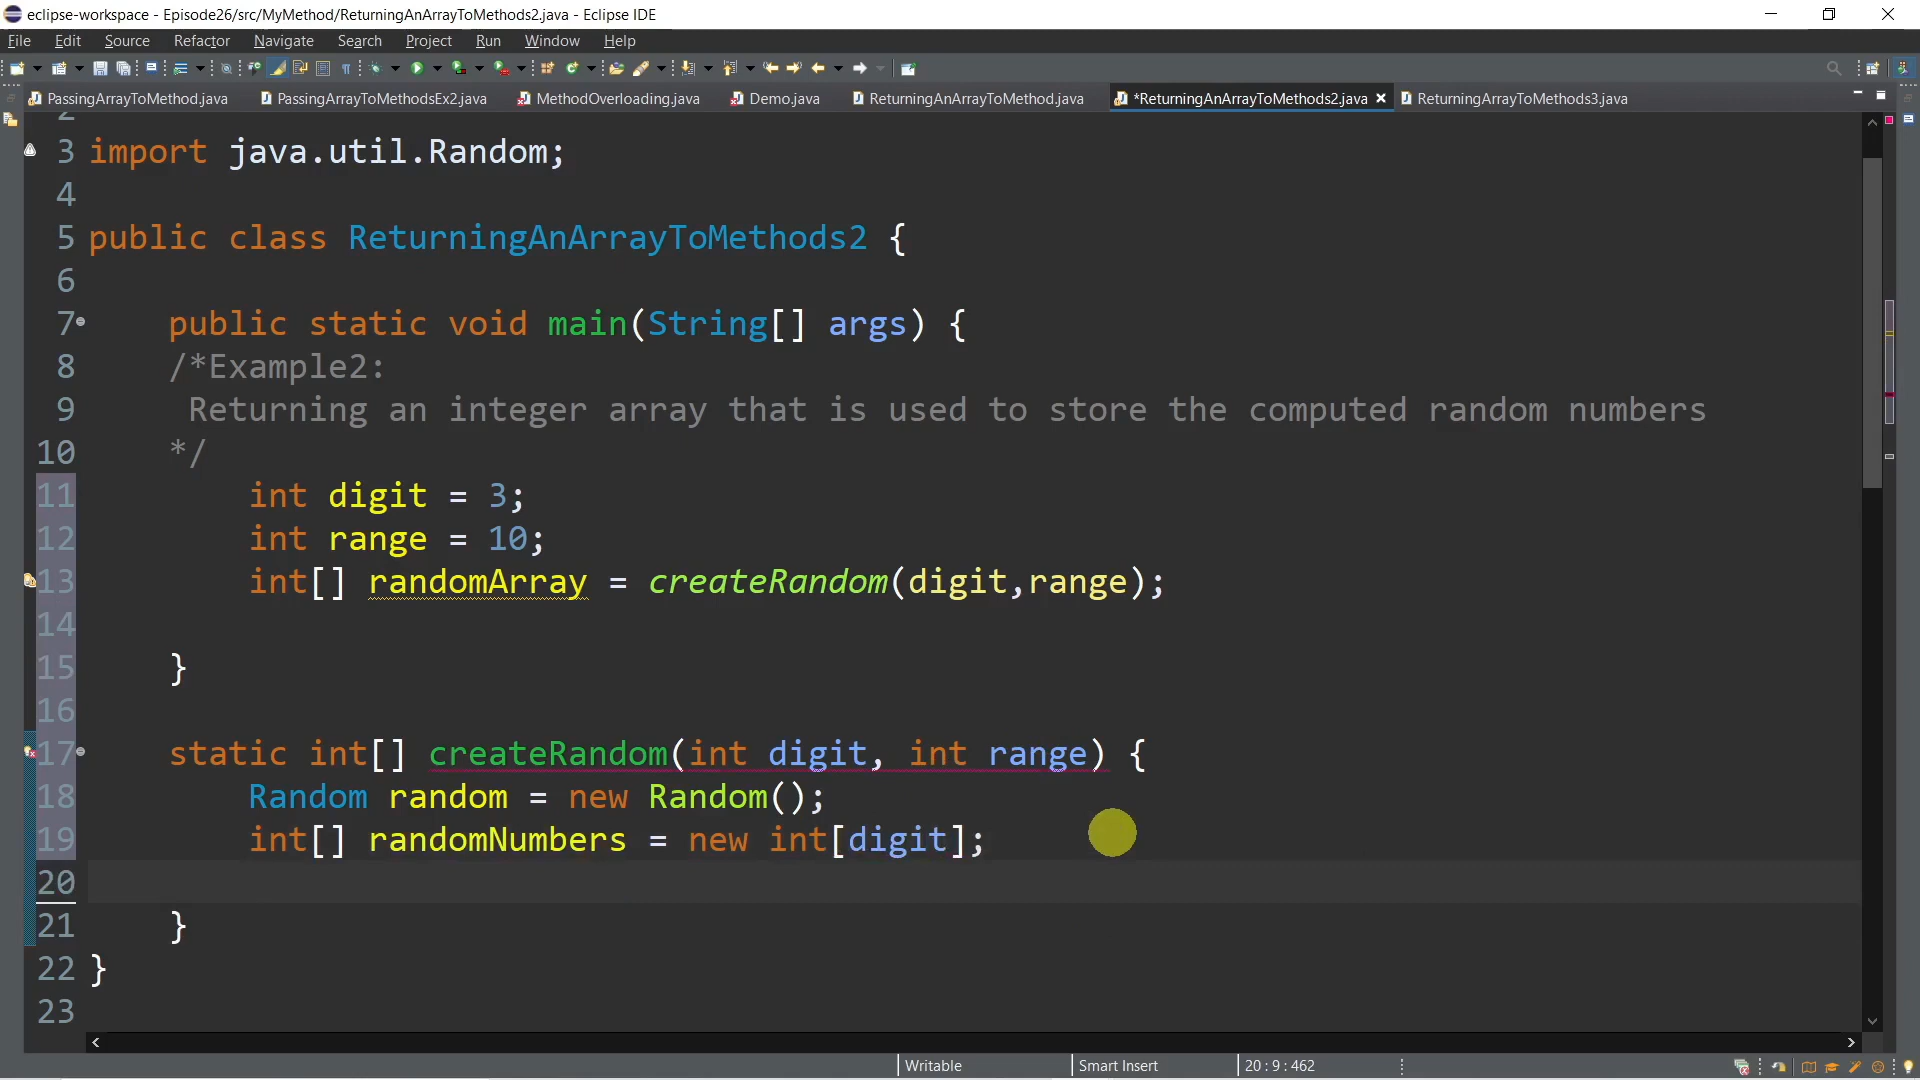 eclipse-workspace - Episode26/src/MyMethod/ReturningAnArrayToMethods2.java - Eclipse IDE
File Edit Source Refactor Navigate Search Project Run Window Help
PassingArrayToMethod.java PassingArrayToMethodsEx2.java MethodOverloading.java Demo.java ReturningAnArrayToMethod.java *ReturningAnArrayToMethods2.java ReturningArrayToMethods3.java
2
3 import java.util.Random;
4
5 public class ReturningAnArrayToMethods2 {
6
7 public static void main(String[] args) {
8 /*Example2:
9 Returning an integer array that is used to store the computed random numbers
10 */
11 int digit = 3;
12 int range = 10;
13 int[] randomArray = createRandom(digit,range);
14
15 }
16
17 static int[] createRandom(int digit, int range) {
18 Random random = new Random();
19 int[] randomNumbers = new int[digit];
20
21 }
22 }
23
Writable Smart Insert 20 : 9 : 462